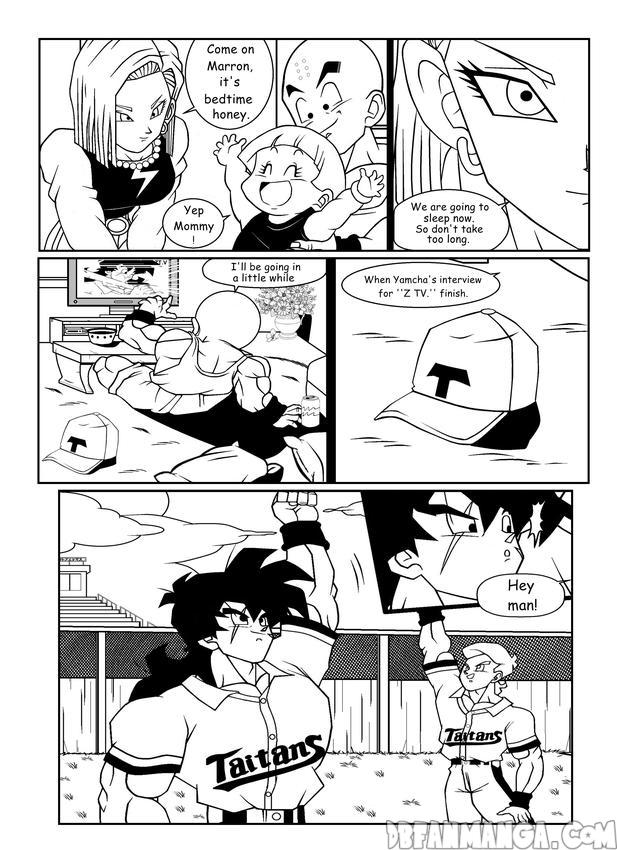 Come on
Marron,
it's
bedtime
honey.
Yep
Mommy
!
We are going to
sleep now.
So don't take
too long.
Z TV
I'll be going in
a little while
When Yamcha's interview
for ''Z TV.'' finish.
T
T
Hey
man!
Taitans
Taitans
DBFANMANGA.COM